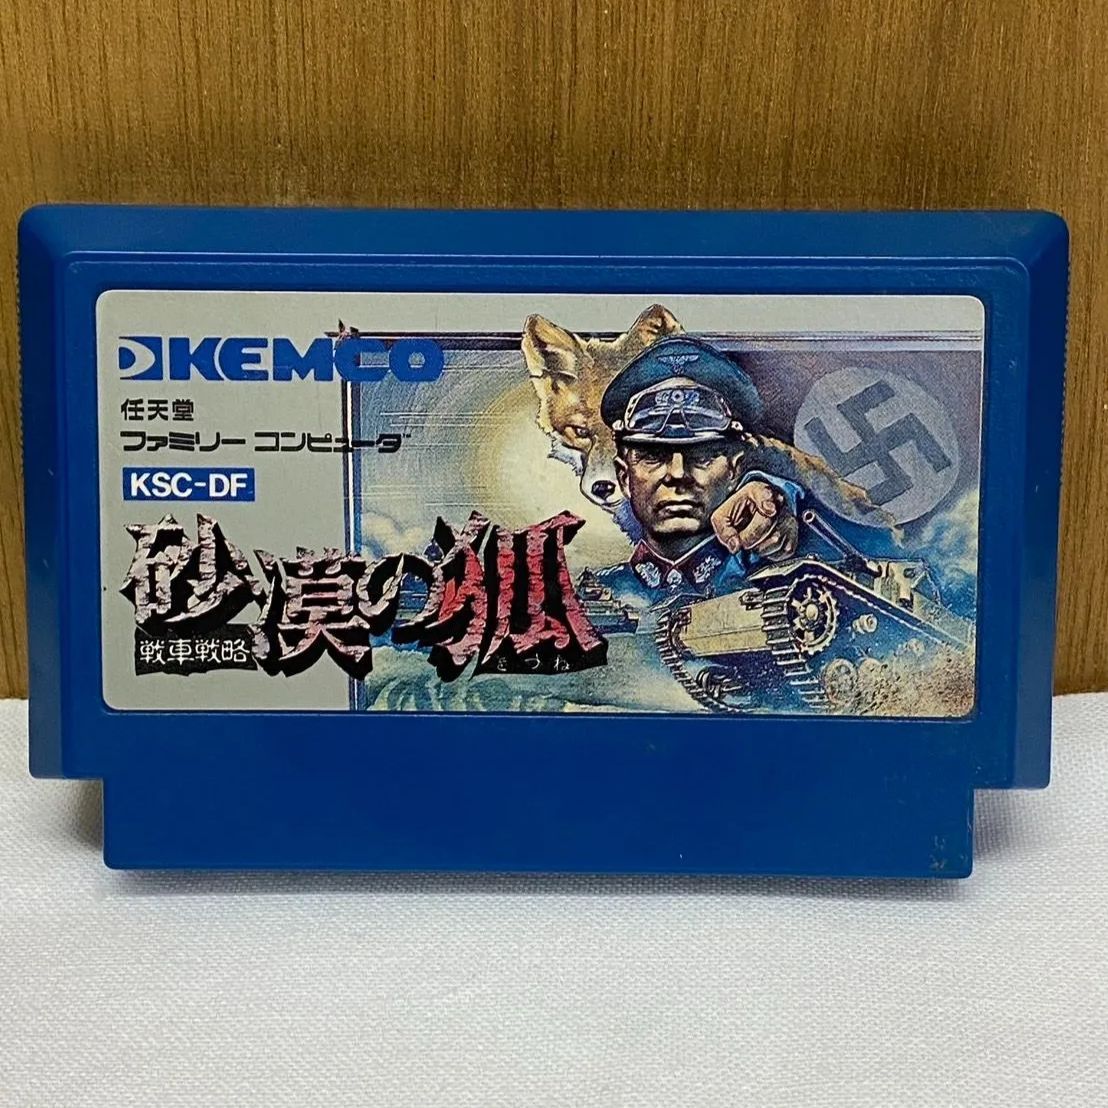 KEMCO
任天堂
ファミリーコンピュータ
KSC-DF
砂漠の狐
戦車戦略
きつね